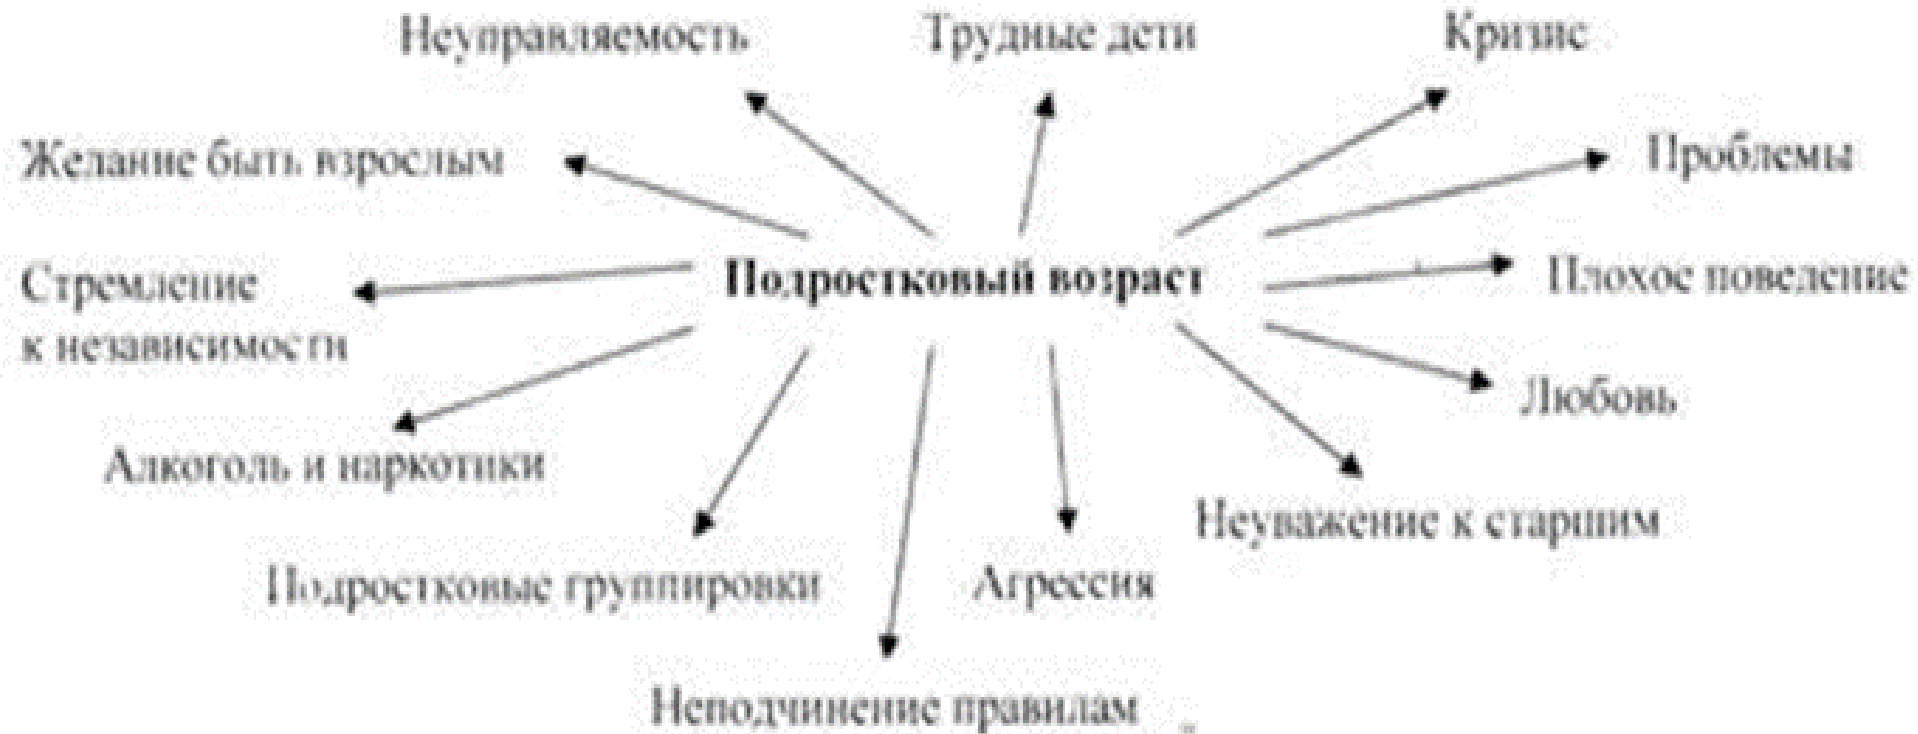 Неуправляемость
Трудные дети
Кризис
Желание быть взрослым
Проблемы
Стремление
к независимости
Подростковый возраст
Плохое поведение
Любовь
Алкоголь и наркотики
Неуважение к старшим
Подростковые группировки
Агрессия
Неподчинение правилам